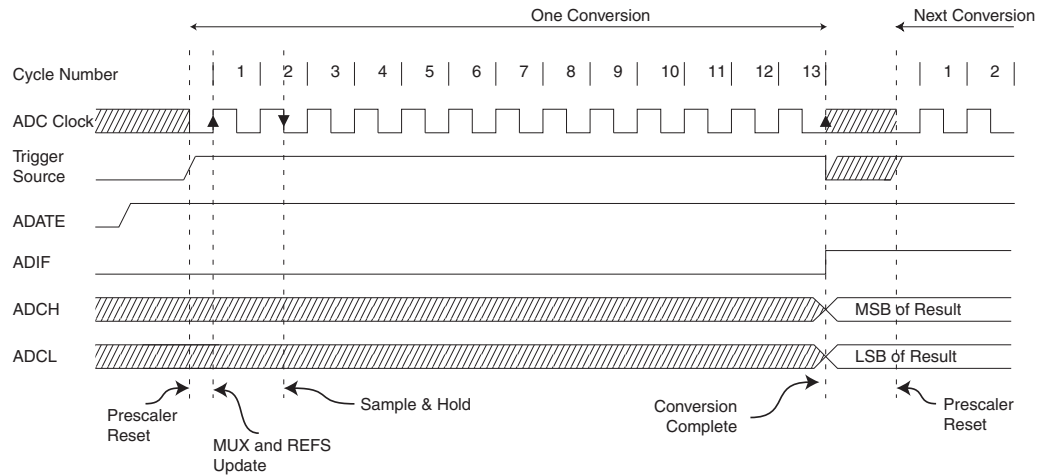 One Conversion
Next Conversion
Cycle Number
1 2 3 4 5 6 7 8 9 10 11 12 13 1 2
ADC Clock
Trigger
Source
ADATE
ADIF
ADCH
MSB of Result
ADCL
LSB of Result
Prescaler
Reset
MUX and REFS
Update
Sample & Hold
Conversion
Complete
Prescaler
Reset